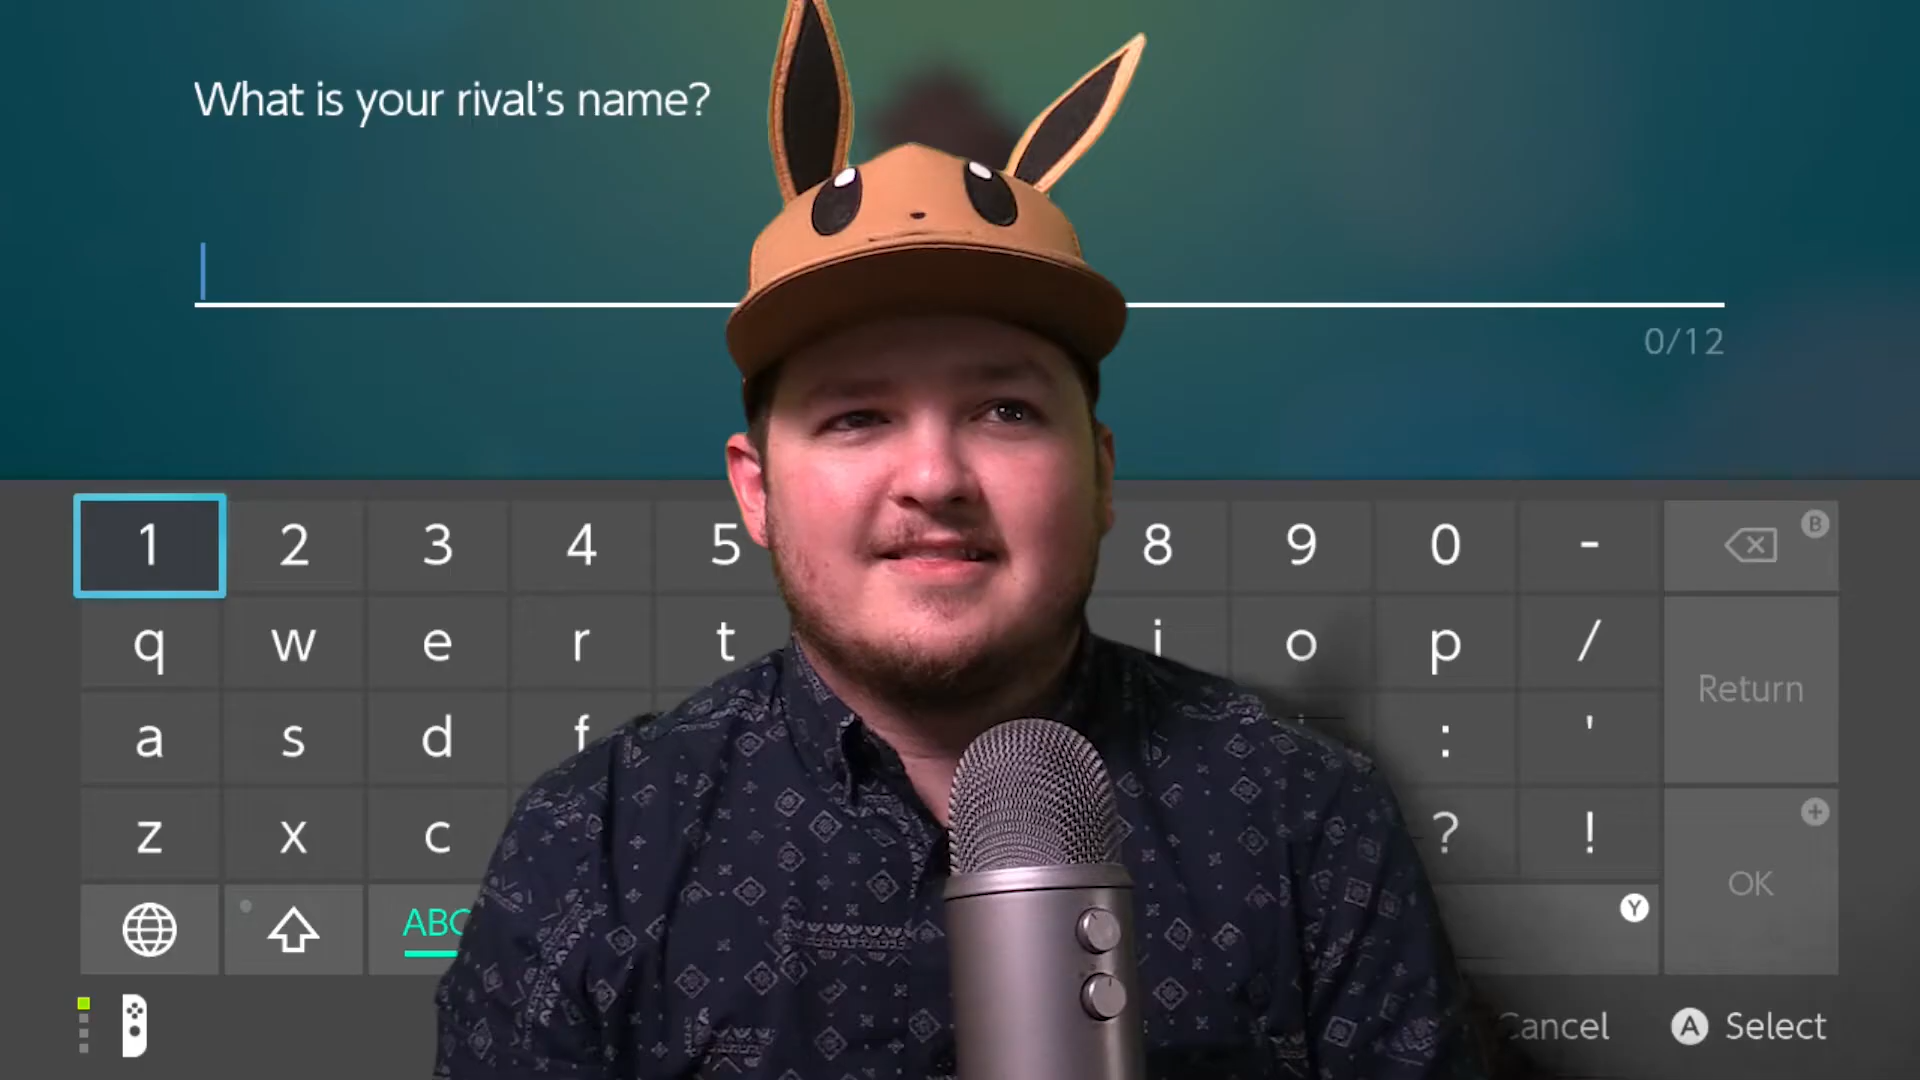 What is your rival's name?
0/12
1 2 3 4 5 8 9 0 - B
q w e r t i o p / Return
a s d f : '
z x c ? ! + OK
ABC Y
Cancel A Select